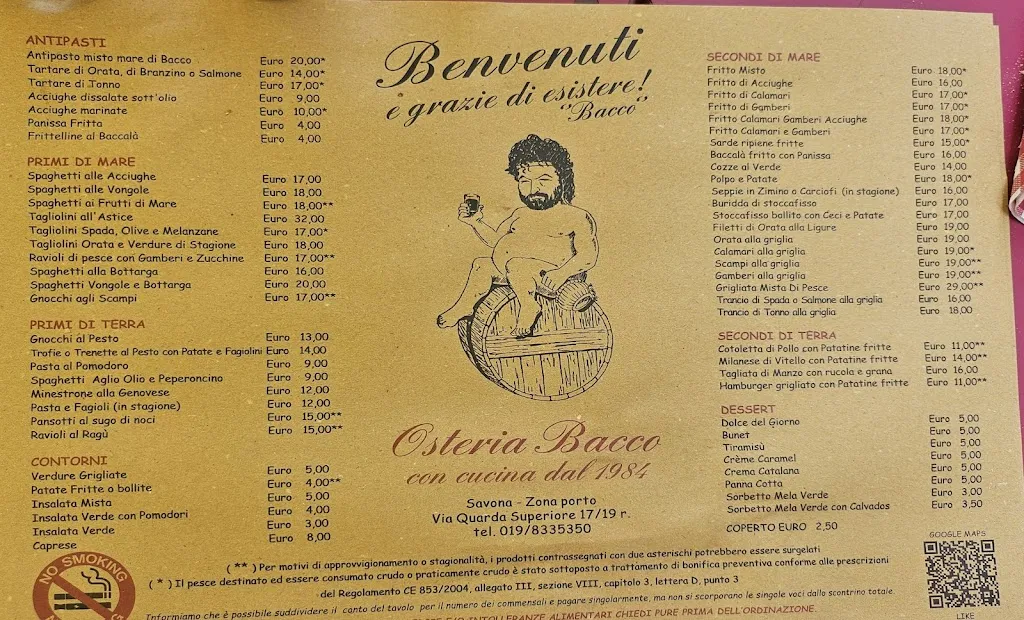 ANTIPASTI
Antipasto misto mare di Bacco Euro 20,00*
Tartare di Orata, di Branzino o Salmone Euro 14,00*
Tartare di Tonno Euro 17,00*
Acciughe dissalate sott'olio Euro 9,00
Acciughe marinate Euro 10,00*
Panissa Fritta Euro 4,00
Frittelline al Baccalà Euro 4,00
PRIMI DI MARE
Spaghetti alle Acciughe Euro 17,00
Spaghetti alle Vongole Euro 18,00
Spaghetti ai Frutti di Mare Euro 18,00**
Tagliolini all'Astice Euro 32,00
Tagliolini Spada, Olive e Melanzane Euro 17,00*
Tagliolini Orata e Verdure di Stagione Euro 18,00
Ravioli di pesce con Gamberi e Zucchine Euro 17,00**
Spaghetti alla Bottarga Euro 16,00
Spaghetti Vongole e Bottarga Euro 20,00
Gnocchi agli Scampi Euro 17,00**
PRIMI DI TERRA
Gnocchi al Pesto Euro 13,00
Trofie o Trenette al Pesto con Patate e Fagiolini Euro 14,00
Pasta al Pomodoro Euro 9,00
Spaghetti Aglio Olio e Peperoncino Euro 9,00
Minestrone alla Genovese Euro 12,00
Pasta e Fagioli (in stagione) Euro 12,00
Pansotti al sugo di noci Euro 15,00**
Ravioli al Ragù Euro 15,00**
CONTORNI
Verdure Grigliate Euro 5,00
Patate Fritte o bollite Euro 4,00**
Insalata Mista Euro 5,00
Insalata Verde con Pomodori Euro 4,00
Insalata Verde Euro 3,00
Caprese Euro 8,00
NO SMOKING
Benvenuti
e grazie di esistere!
"Bacco"
Osteria Bacco
con cucina dal 1984
Savona - Zona porto
Via Quarda Superiore 17/19 r.
tel. 019/8335350
SECONDI DI MARE
Fritto Misto Euro 18,00*
Fritto di Acciughe Euro 16,00
Fritto di Calamari Euro 17,00*
Fritto di Gamberi Euro 17,00*
Fritto Calamari Gamberi Acciughe Euro 18,00*
Fritto Calamari e Gamberi Euro 17,00*
Sarde ripiene fritte Euro 15,00*
Baccalà fritto con Panissa Euro 16,00
Cozze al Verde Euro 14,00
Polpo e Patate Euro 18,00*
Seppie in Zimino o Carciofi (in stagione) Euro 16,00
Buridda di stoccafisso Euro 17,00
Stoccafisso bollito con Ceci e Patate Euro 17,00
Filetti di Orata alla Ligure Euro 19,00
Orata alla griglia Euro 19,00
Calamari alla griglia Euro 19,00*
Scampi alla griglia Euro 19,00**
Gamberi alla griglia Euro 19,00**
Grigliata Mista Di Pesce Euro 29,00**
Trancio di Spada o Salmone alla griglia Euro 16,00
Trancio di Tonno alla griglia Euro 18,00
SECONDI DI TERRA
Cotoletta di Pollo con Patatine fritte Euro 11,00**
Milanese di Vitello con Patatine fritte Euro 14,00**
Tagliata di Manzo con rucola e grana Euro 16,00
Hamburger grigliato con Patatine fritte Euro 11,00**
DESSERT
Dolce del Giorno Euro 5,00
Bunet Euro 5,00
Tiramisù Euro 5,00
Crème Caramel Euro 5,00
Crema Catalana Euro 5,00
Panna Cotta Euro 5,00
Sorbetto Mela Verde Euro 3,00
Sorbetto Mela Verde con Calvados Euro 3,50
COPERTO EURO 2,50
GOOGLE MAPS
LIKE
( ** ) Per motivi di approvvigionamento o stagionalità, i prodotti contrassegnati con due asterischi potrebbero essere surgelati
( * ) Il pesce destinato ed essere consumato crudo o praticamente crudo è stato sottoposto a trattamento di bonifica preventiva conforme alle prescrizioni
del Regolamento CE 853/2004, allegato III, sezione VIII, capitolo 3, lettera D, punto 3
Informiamo che è possibile suddividere il canto del tavolo per il numero dei commensali e pagare singolarmente, ma non si scorporano le singole voci dallo scontrino totale.
INTOLLERANZE ALIMENTARI CHIEDI PURE PRIMA DELL'ORDINAZIONE.